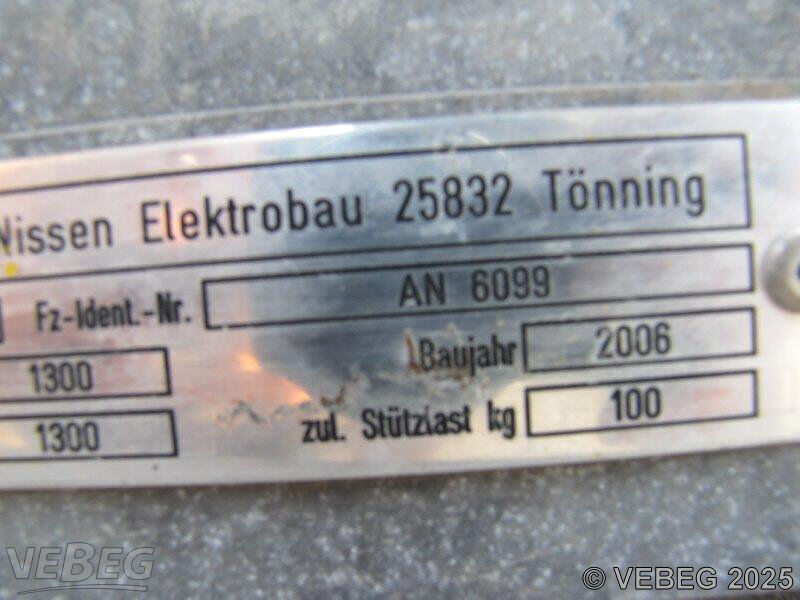 Nissen Elektrobau 25832 Tönning
Fz-Ident.-Nr. AN 6099
1300 Baujahr 2006
1300 zul. Stützlast kg 100
VEBEG
© VEBEG 2025